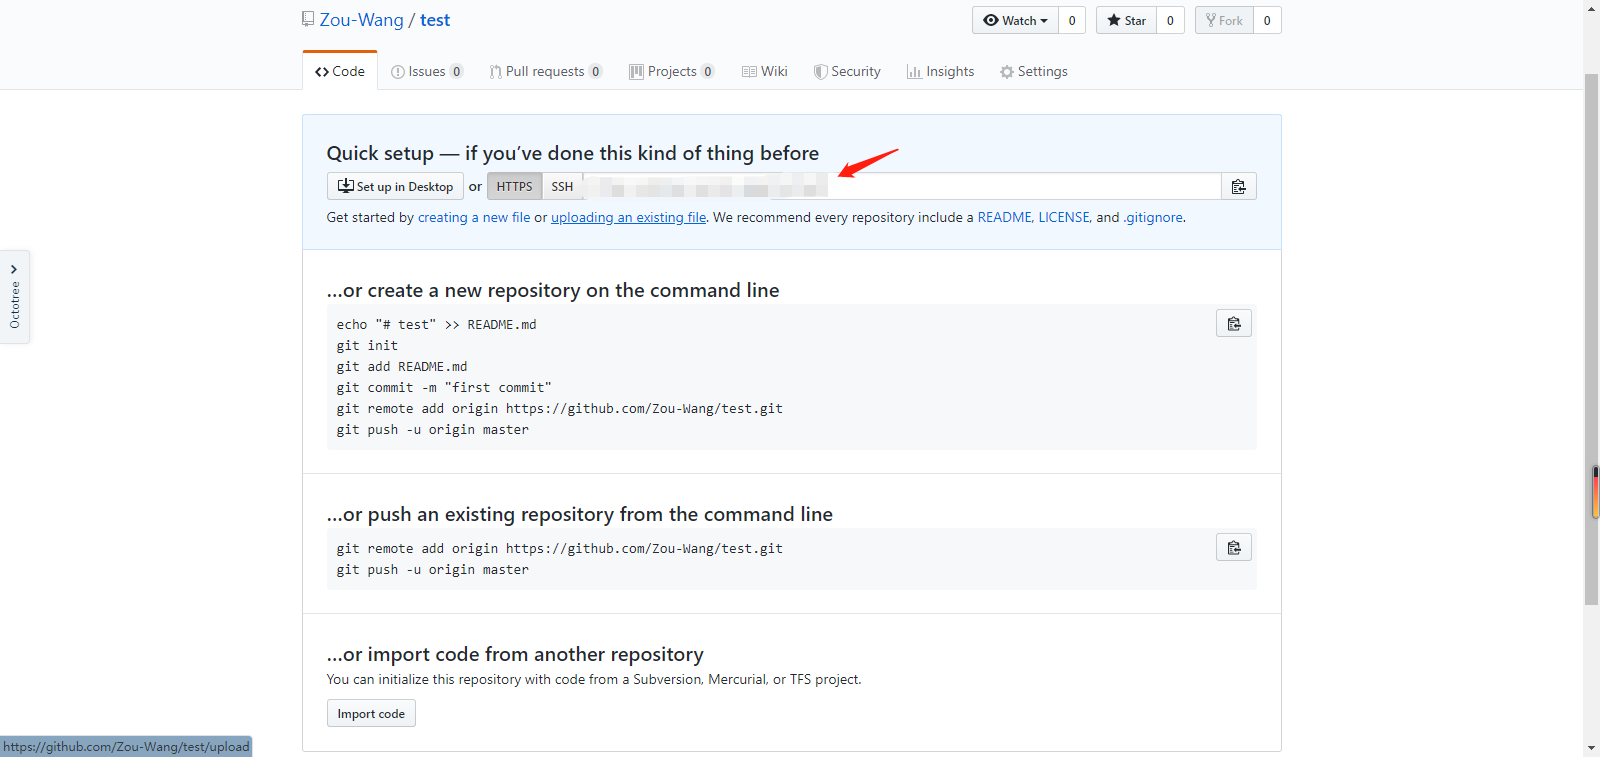 Zou-Wang / test
Watch 0 Star 0 Fork 0
Code Issues 0 Pull requests 0 Projects 0 Wiki Security Insights Settings
Quick setup — if you’ve done this kind of thing before
Set up in Desktop or HTTPS SSH
Get started by creating a new file or uploading an existing file. We recommend every repository include a README, LICENSE, and .gitignore.
Octotree
…or create a new repository on the command line
echo "# test" >> README.md
git init
git add README.md
git commit -m "first commit"
git remote add origin https://github.com/Zou-Wang/test.git
git push -u origin master
…or push an existing repository from the command line
git remote add origin https://github.com/Zou-Wang/test.git
git push -u origin master
…or import code from another repository
You can initialize this repository with code from a Subversion, Mercurial, or TFS project.
Import code
https://github.com/Zou-Wang/test/upload